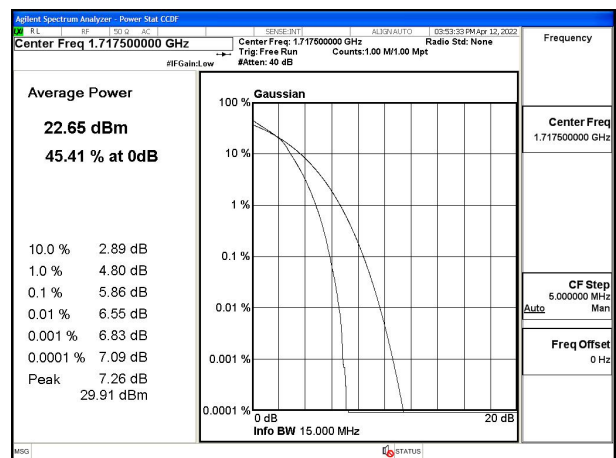 Agilent Spectrum Analyzer - Power Stat CCDF
RL RF 50 Ω AC SENSE:INT ALIGN AUTO 03:53:33 PM Apr 12, 2022
Center Freq 1.717500000 GHz
#IFGain:Low
Center Freq: 1.717500000 GHz Radio Std: None
Trig: Free Run Counts:1.00 M/1.00 Mpt
#Atten: 40 dB
Average Power
22.65 dBm
45.41 % at 0dB
10.0 % 2.89 dB
1.0 % 4.80 dB
0.1 % 5.86 dB
0.01 % 6.55 dB
0.001 % 6.83 dB
0.0001 % 7.09 dB
Peak 7.26 dB
29.91 dBm
Gaussian
100 %
10 %
1 %
0.1 %
0.01 %
0.001 %
0.0001 %
0 dB 20 dB
Info BW 15.000 MHz
Frequency
Center Freq
1.717500000 GHz
CF Step
5.000000 MHz
Auto Man
Freq Offset
0 Hz
MSG STATUS